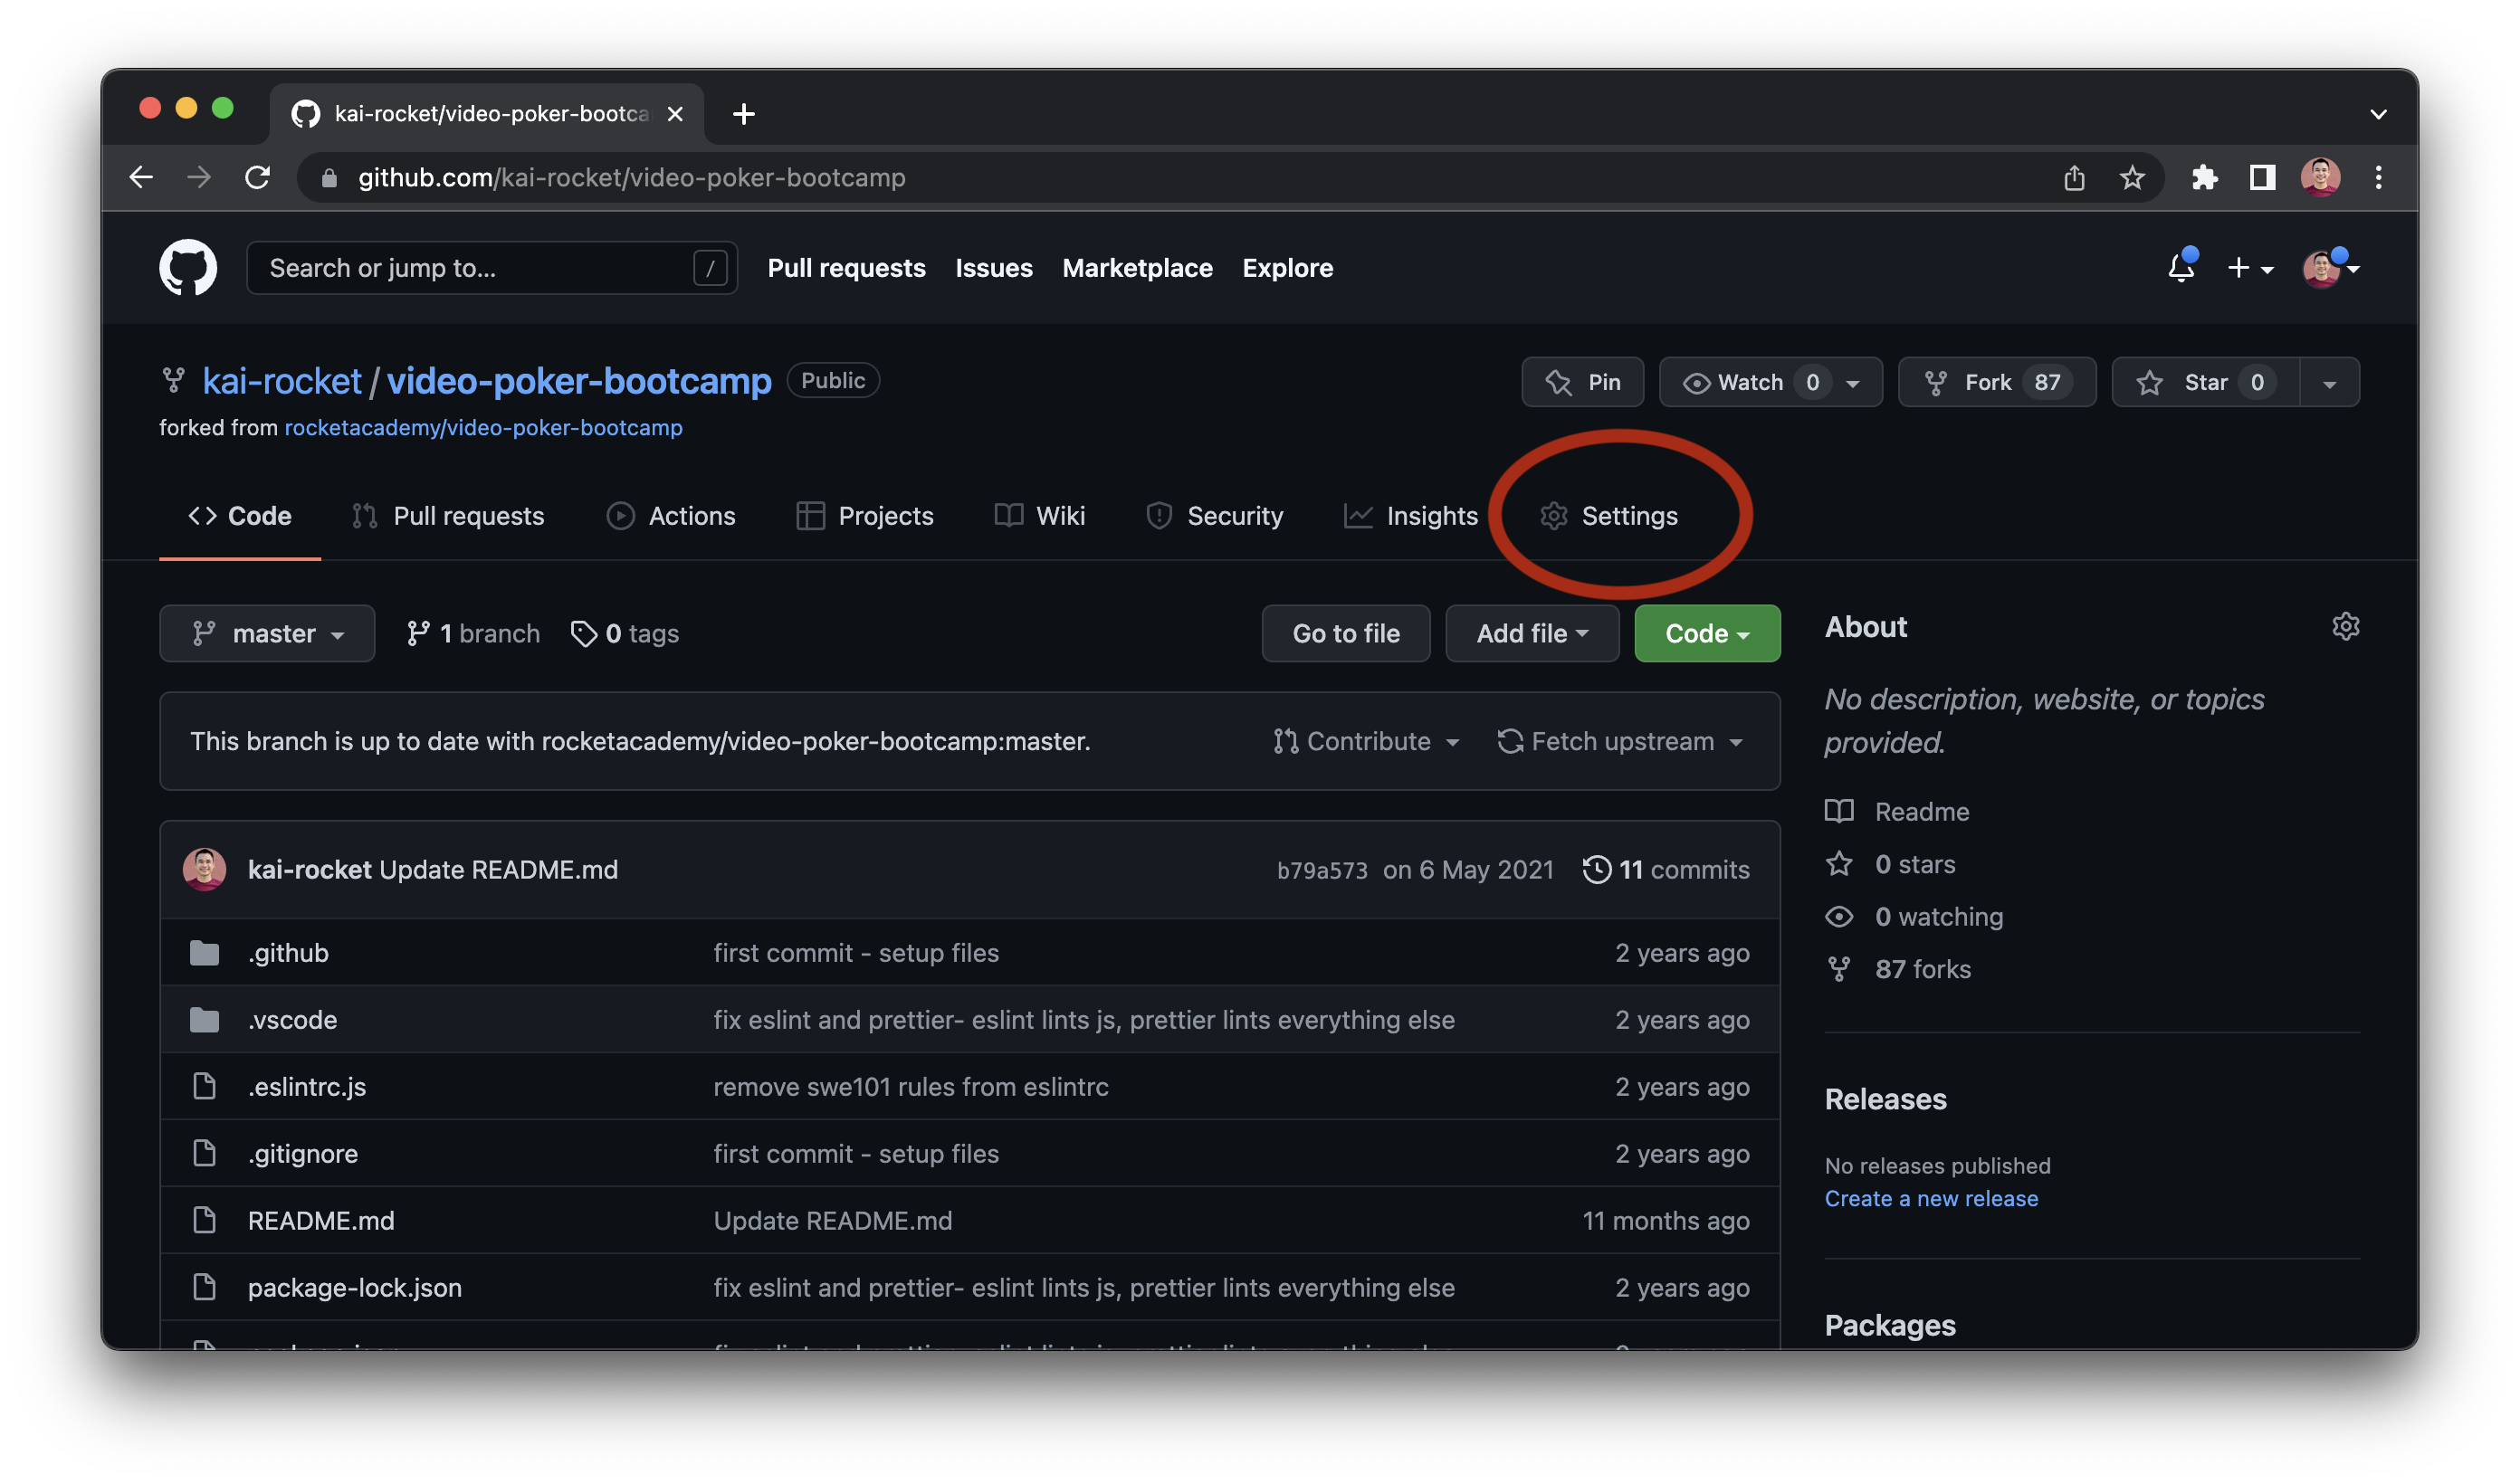 kai-rocket/video-poker-bootca
github.com/kai-rocket/video-poker-bootcamp
Search or jump to... / Pull requests Issues Marketplace Explore
kai-rocket / video-poker-bootcamp Public Pin Watch 0 Fork 87 Star 0
forked from rocketacademy/video-poker-bootcamp
Code Pull requests Actions Projects Wiki Security Insights Settings
master 1 branch 0 tags Go to file Add file Code
This branch is up to date with rocketacademy/video-poker-bootcamp:master. Contribute Fetch upstream
kai-rocket Update README.md b79a573 on 6 May 2021 11 commits
.github first commit - setup files 2 years ago
.vscode fix eslint and prettier- eslint lints js, prettier lints everything else 2 years ago
.eslintrc.js remove swe101 rules from eslintrc 2 years ago
.gitignore first commit - setup files 2 years ago
README.md Update README.md 11 months ago
package-lock.json fix eslint and prettier- eslint lints js, prettier lints everything else 2 years ago
About
No description, website, or topics
provided.
Readme
0 stars
0 watching
87 forks
Releases
No releases published
Create a new release
Packages